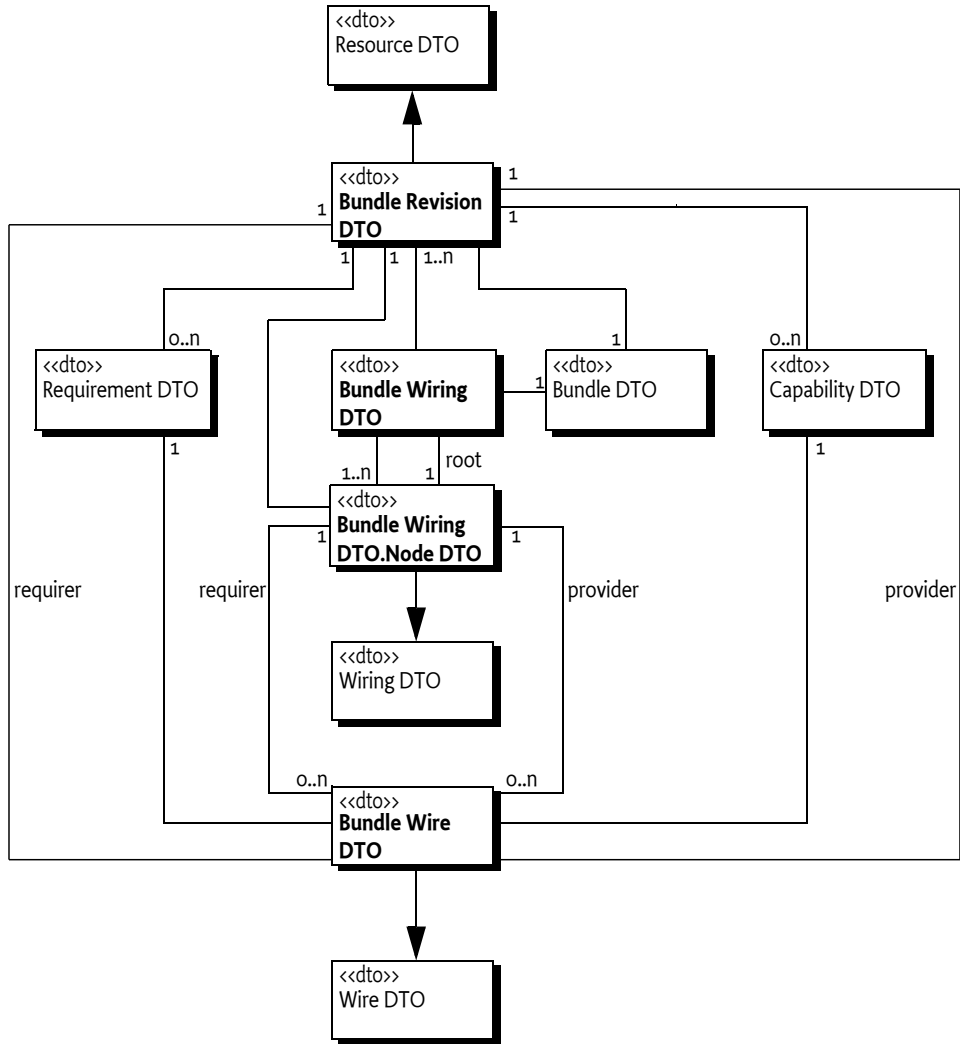 <<dto>>
Resource DTO
<<dto>>
Bundle Revision
DTO
1
1
1
1
1
1..n
o..n
1
o..n
<<dto>>
Requirement DTO
<<dto>>
Bundle Wiring
DTO
1
<<dto>>
Bundle DTO
<<dto>>
Capability DTO
1
1..n
1
root
1
<<dto>>
Bundle Wiring
DTO.Node DTO
1
1
requirer
requirer
provider
provider
<<dto>>
Wiring DTO
o..n
o..n
<<dto>>
Bundle Wire
DTO
<<dto>>
Wire DTO